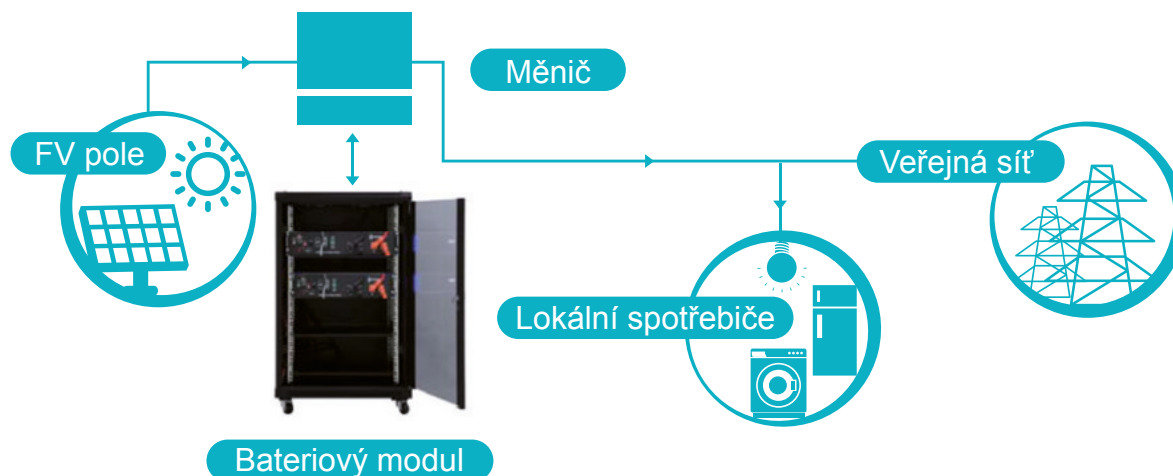 Měnič
FV pole
Veřejná síť
Lokální spotřebiče
Bateriový modul